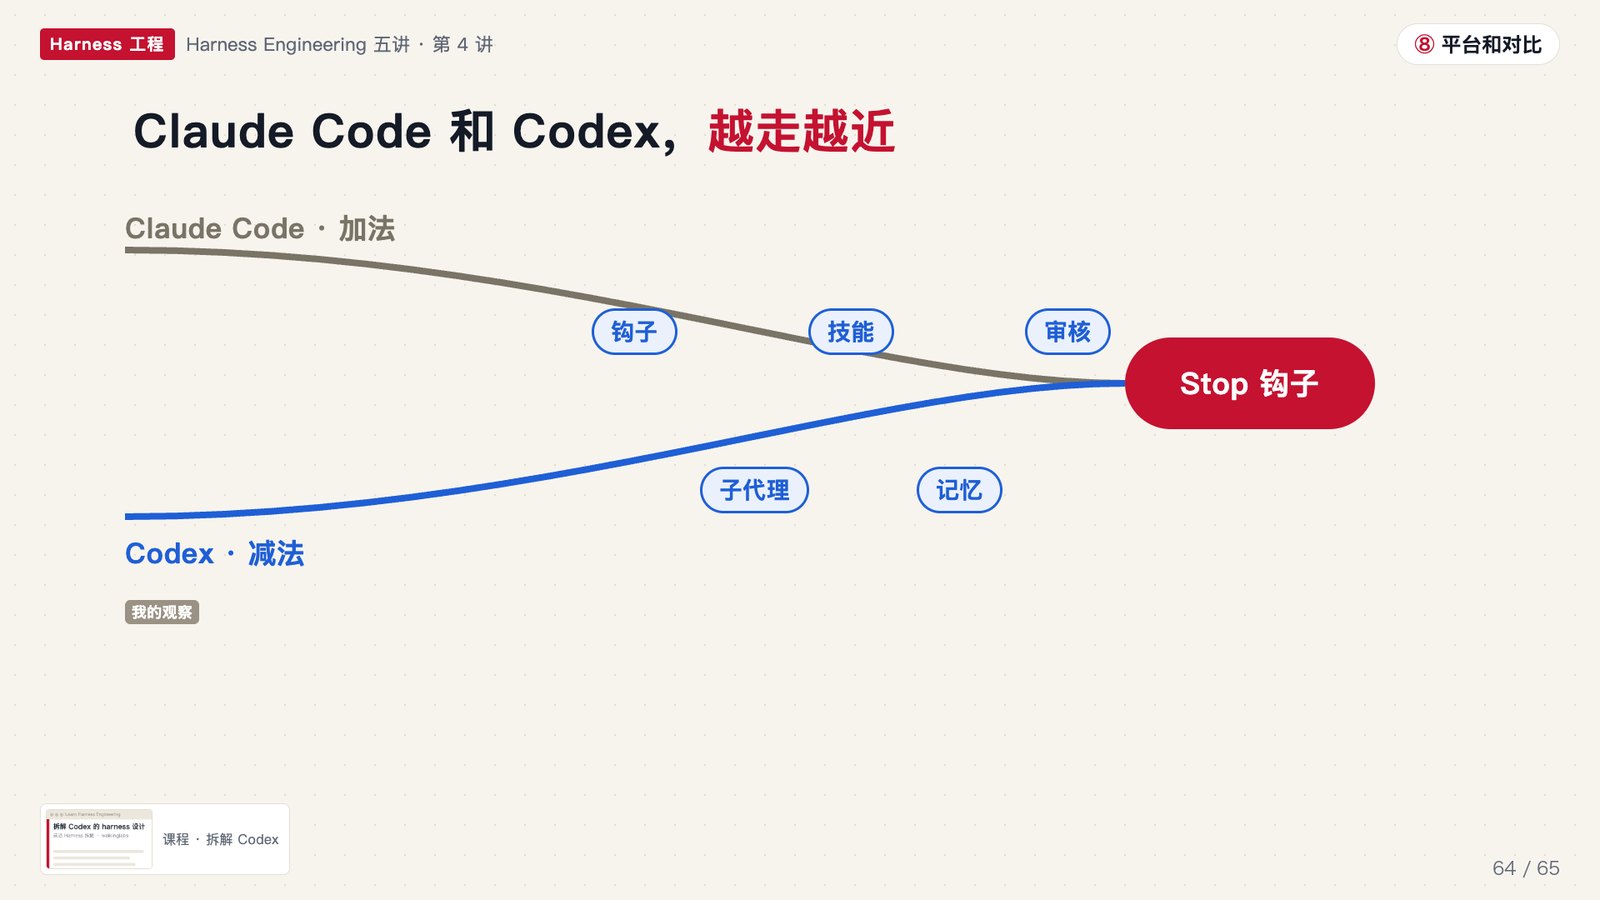 Harness 工程 Harness Engineering 五讲 · 第 4 讲
⑧ 平台和对比
Claude Code 和 Codex，越走越近
Claude Code · 加法
钩子 技能 审核
Stop 钩子
子代理 记忆
Codex · 减法
我的观察
Learn Harness Engineering
拆解 Codex 的 harness 设计
课程 · 拆解 Codex
64 / 65